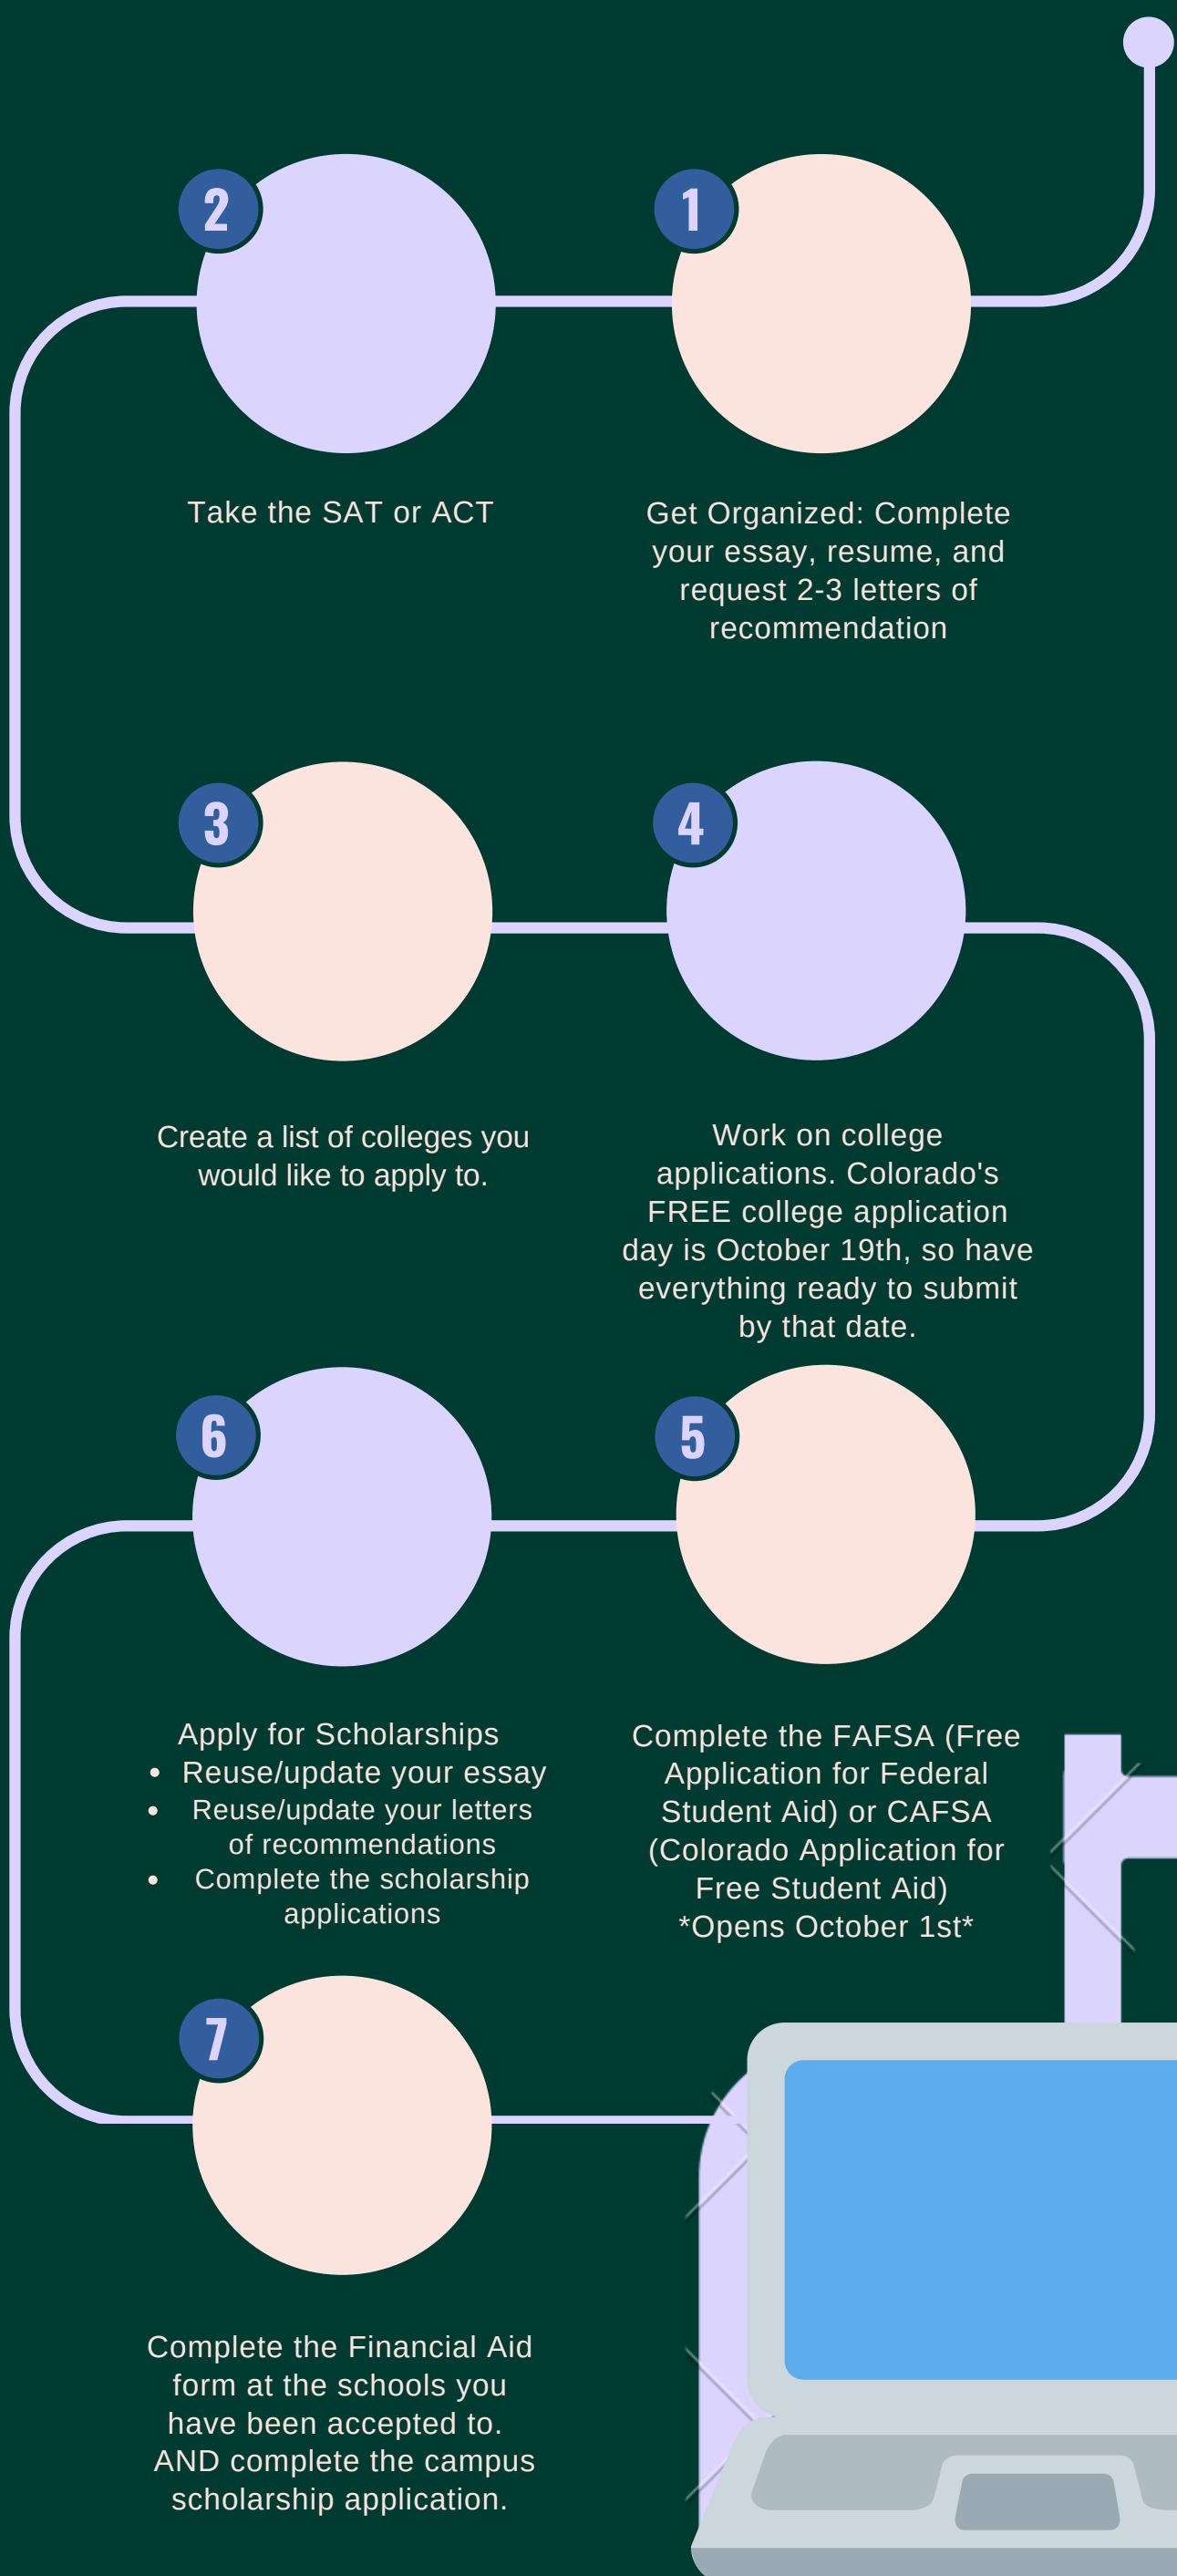 1
Get Organized: Complete
your essay, resume, and
request 2-3 letters of
recommendation
2
Take the SAT or ACT
3
Create a list of colleges you
would like to apply to.
4
Work on college
applications. Colorado's
FREE college application
day is October 19th, so have
everything ready to submit
by that date.
5
Complete the FAFSA (Free
Application for Federal
Student Aid) or CAFSA
(Colorado Application for
Free Student Aid)
*Opens October 1st*
6
Apply for Scholarships
• Reuse/update your essay
• Reuse/update your letters
of recommendations
• Complete the scholarship
applications
7
Complete the Financial Aid
form at the schools you
have been accepted to.
AND complete the campus
scholarship application.